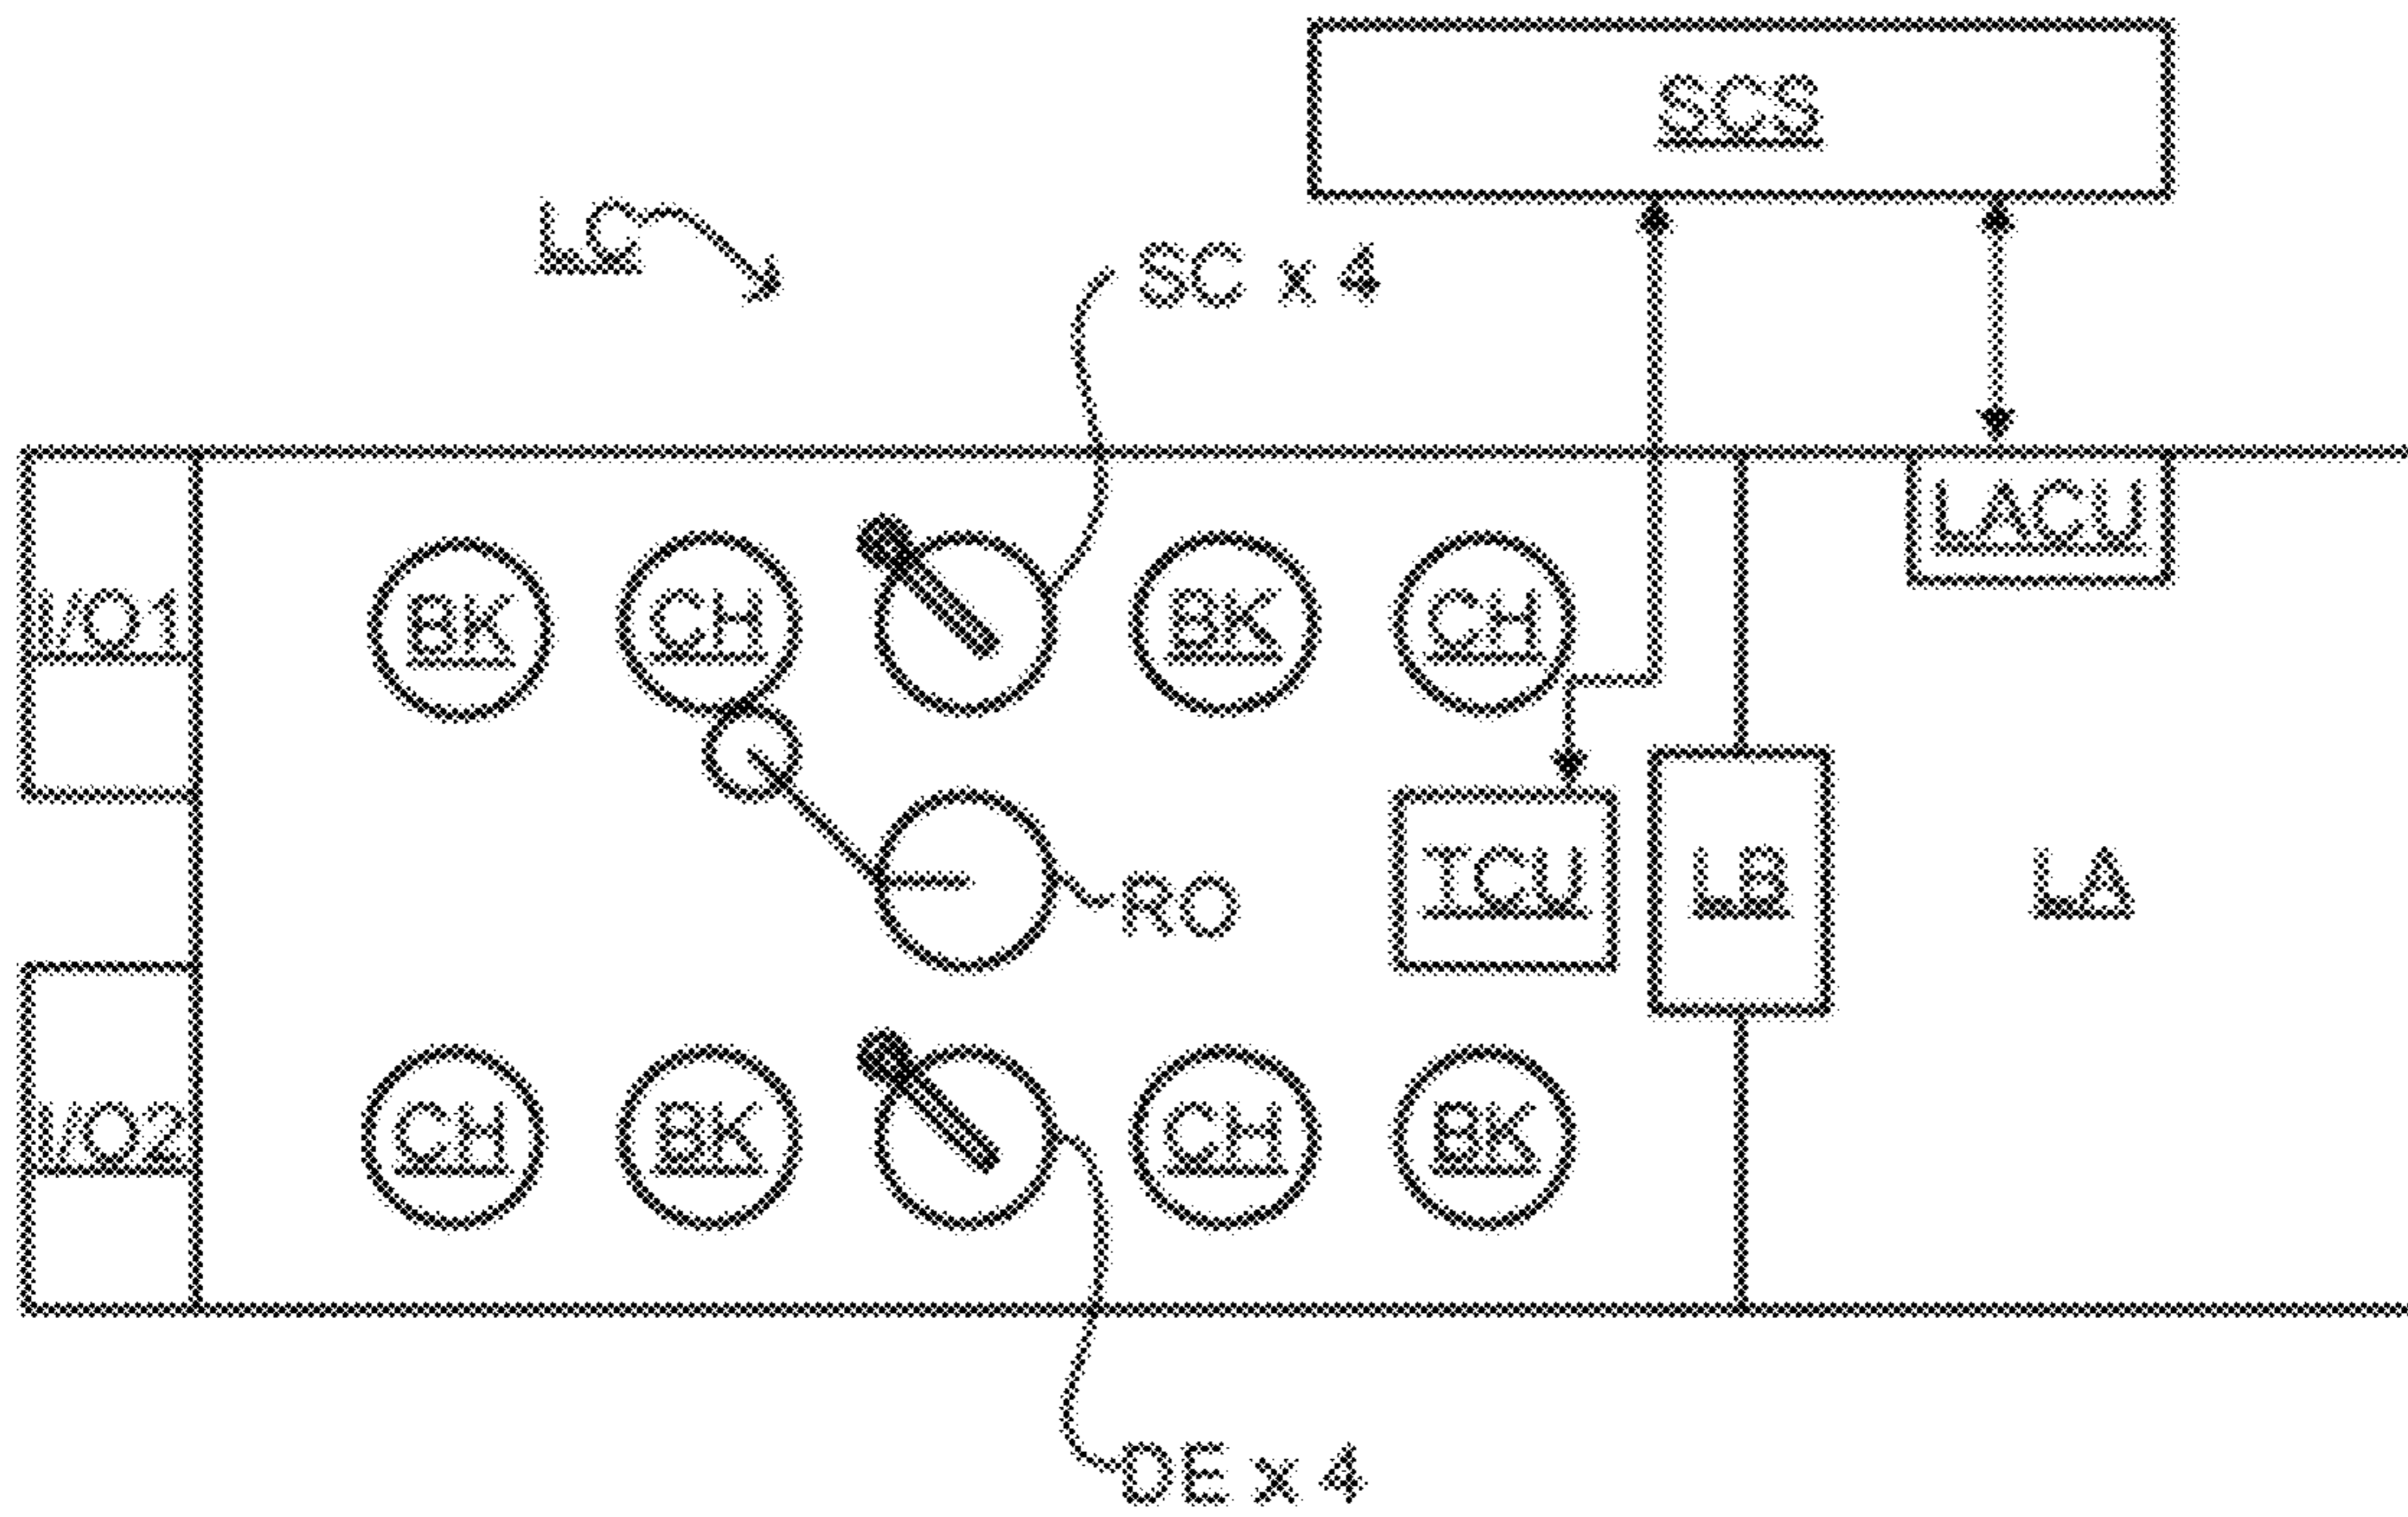 SCS
LC
SC x 4
LACU
I/O1
BK
CH
BK
CH
RO
TCU
LB
LA
I/O2
CH
BK
CH
BK
DE x 4